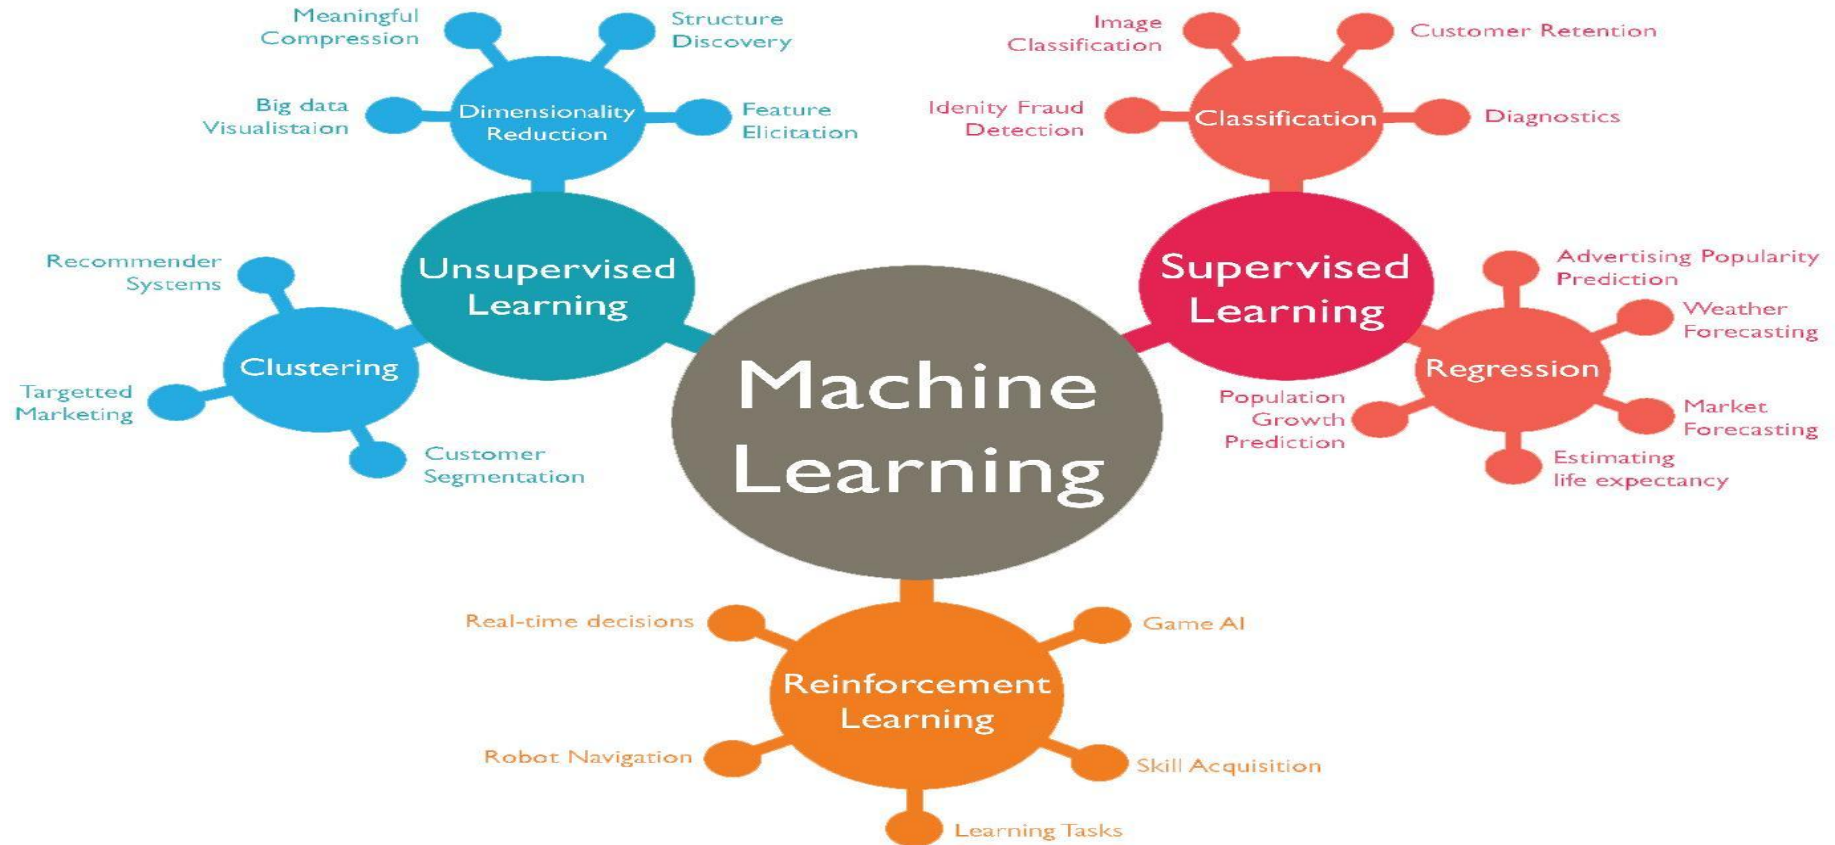 Meaningful
Compression
Structure
Discovery
Big data
Visualistaion
Dimensionality
Reduction
Feature
Elicitation
Image
Classification
Customer Retention
Idenity Fraud
Detection
Classification
Diagnostics
Recommender
Systems
Unsupervised
Learning
Clustering
Targetted
Marketing
Customer
Segmentation
Machine
Learning
Supervised
Learning
Advertising Popularity
Prediction
Weather
Forecasting
Regression
Population
Growth
Prediction
Market
Forecasting
Estimating
life expectancy
Real-time decisions
Game AI
Reinforcement
Learning
Robot Navigation
Skill Acquisition
Learning Tasks